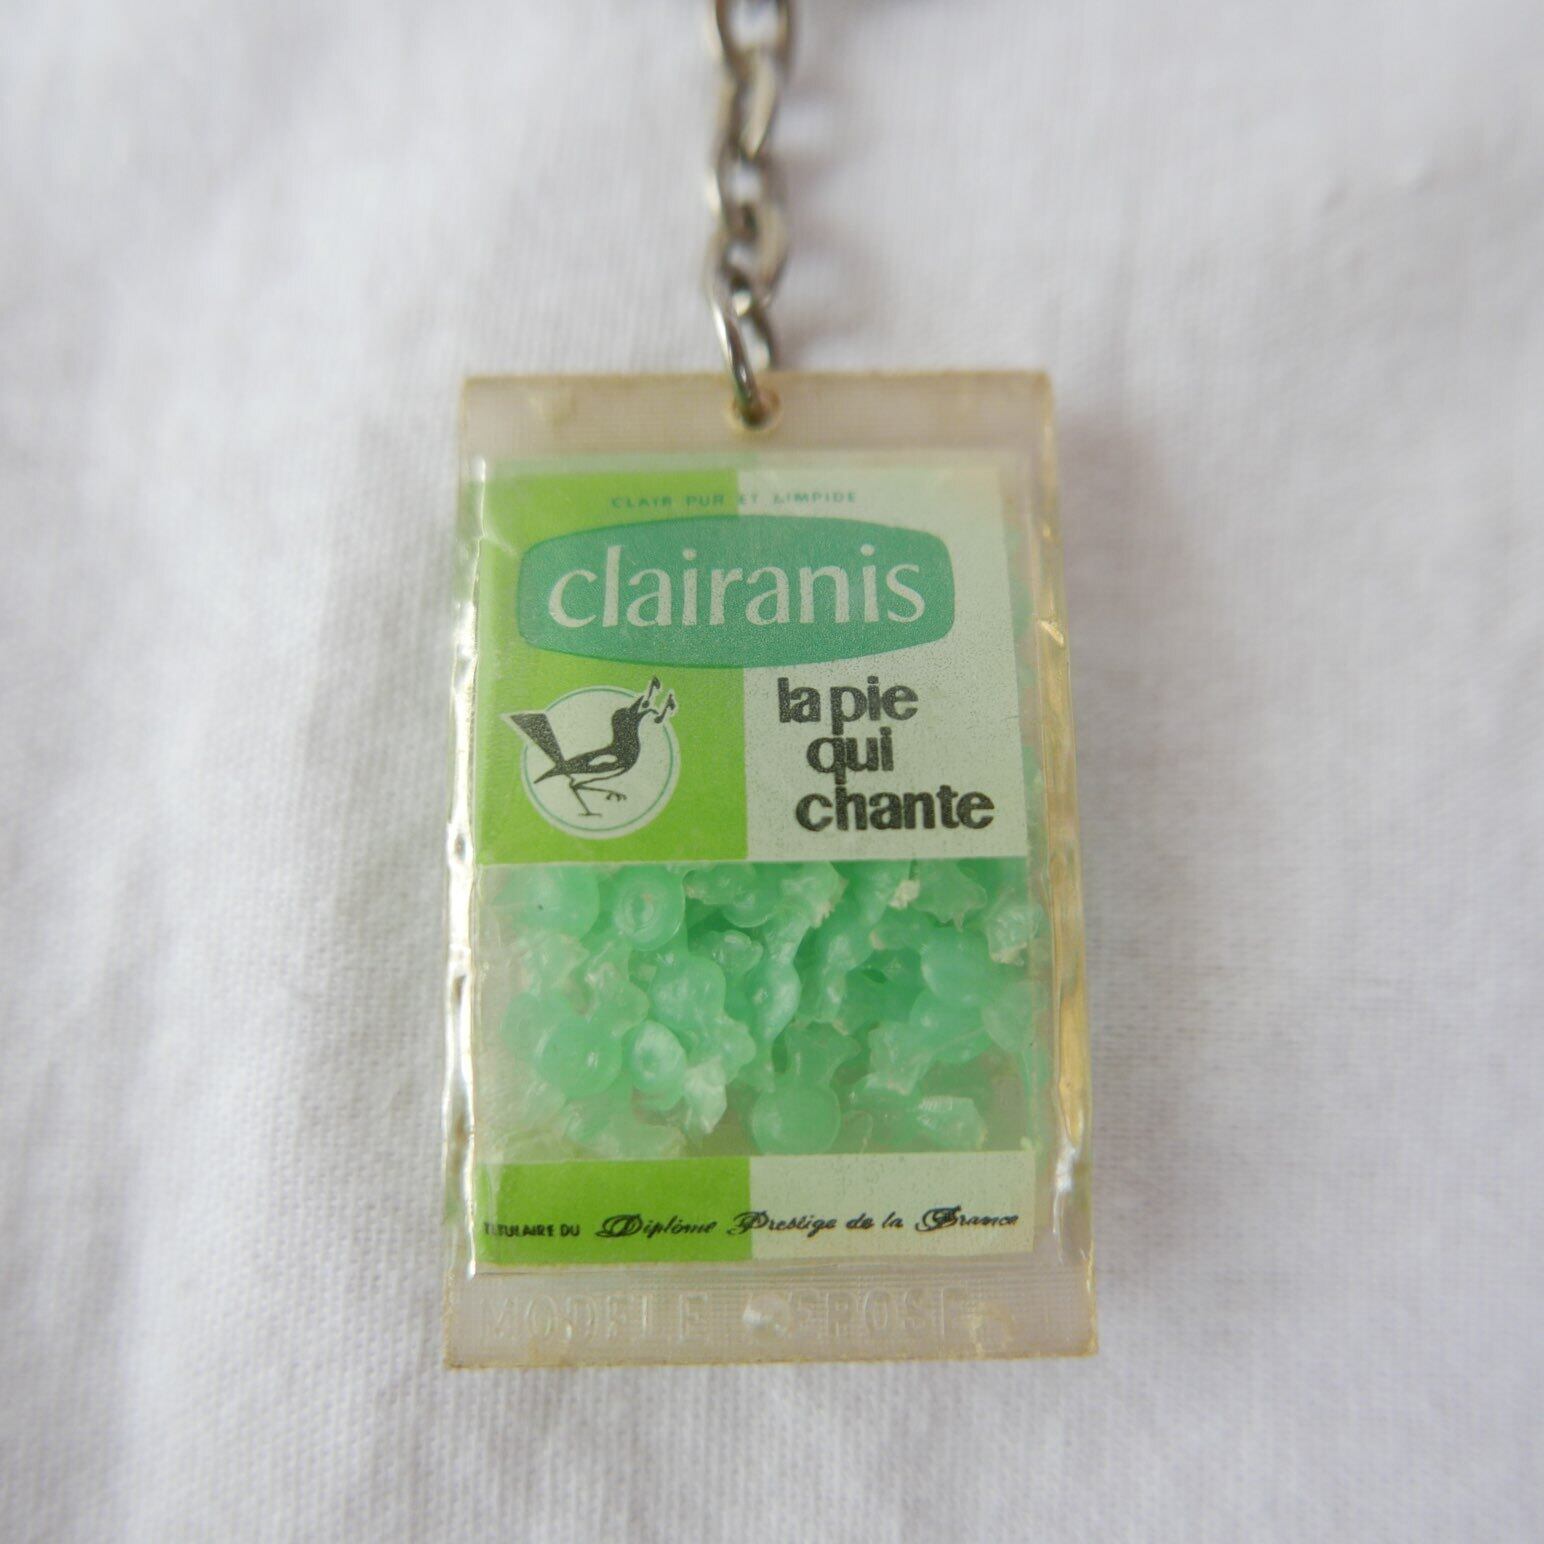 CLAIR PUR ET LIMPIDE
clairanis
la pie
qui
chante
TITULAIRE DU Diplôme Prestige de la France
MODELE DEPOSE